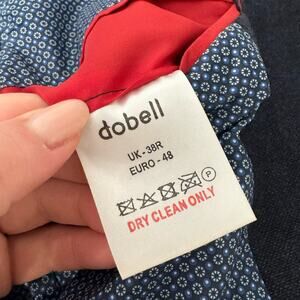 dobell
UK - 38R
EURO - 48
P
DRY CLEAN ONLY